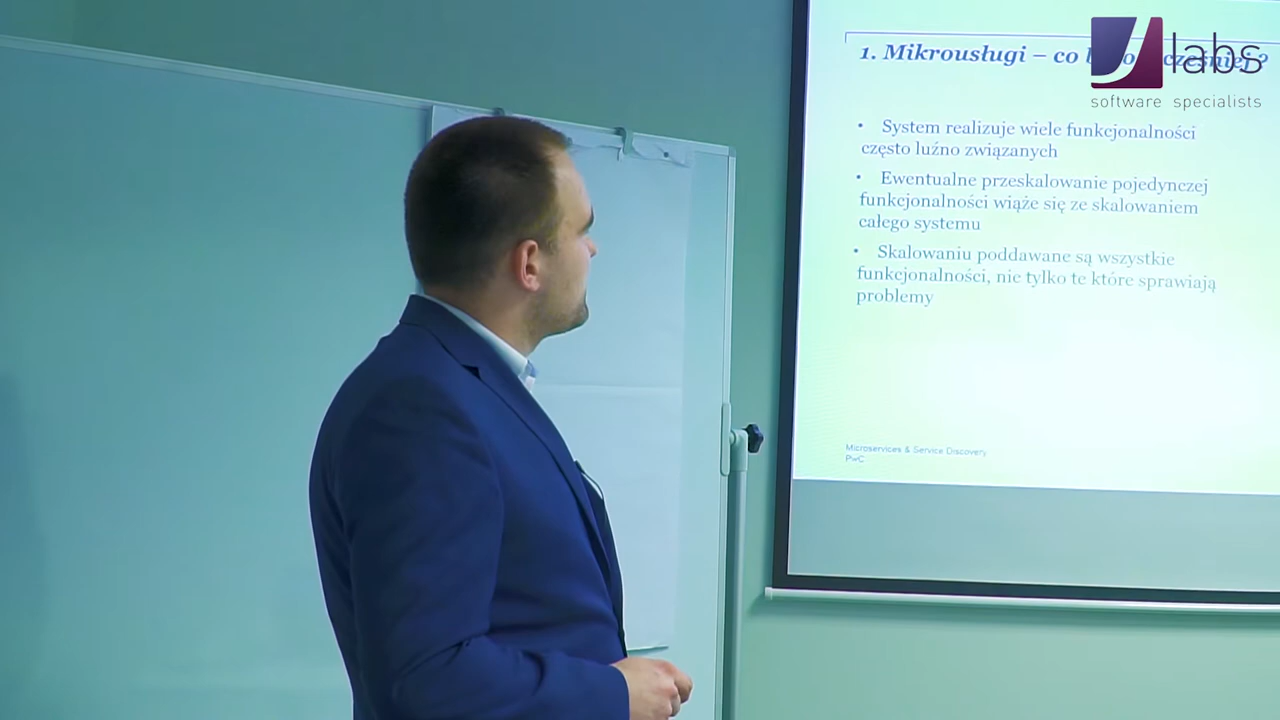 1. Mikrousługi – co
labs
software specialists
• System realizuje wiele funkcjonalności
często luźno związanych
• Ewentualne przeskalowanie pojedynczej
funkcjonalności wiąże się ze skalowaniem
całego systemu
• Skalowaniu poddawane są wszystkie
funkcjonalności, nie tylko te które sprawiają
problemy
Microservices & Service Discovery
PwC